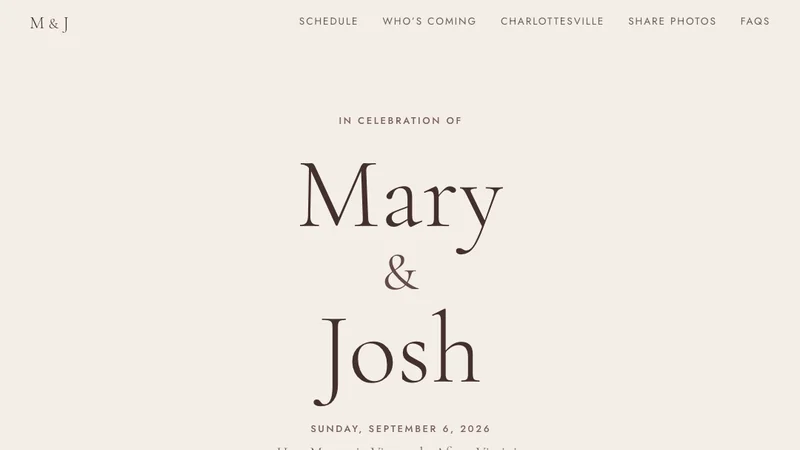 M & J
SCHEDULE WHO'S COMING CHARLOTTESVILLE SHARE PHOTOS FAQS
IN CELEBRATION OF
Mary
&
Josh
SUNDAY, SEPTEMBER 6, 2026